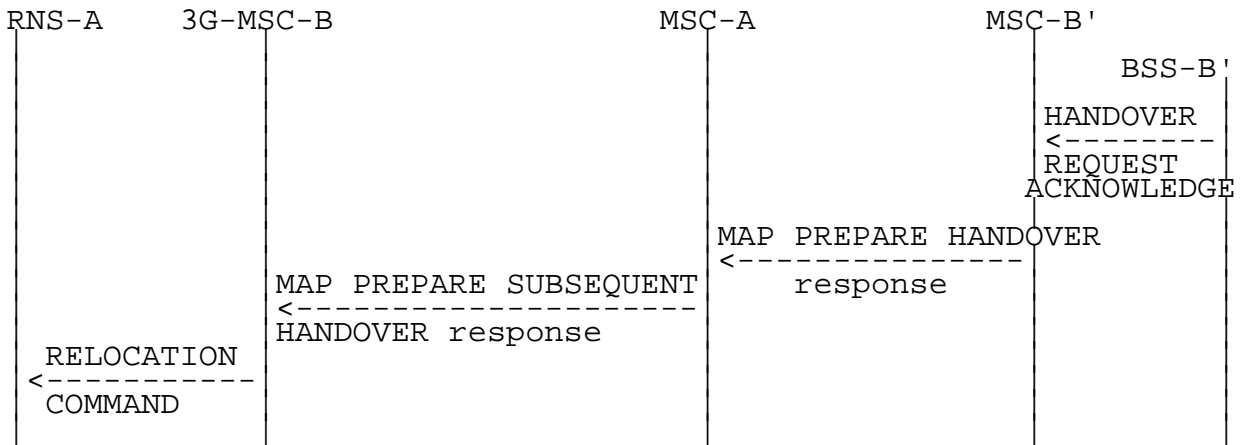 RNS-A 3G-MSC-B MSC-A MSC-B'
BSS-B'
HANDOVER
<--------
REQUEST
ACKNOWLEDGE
MAP PREPARE HANDOVER
<---------------
response
MAP PREPARE SUBSEQUENT
<---------------------
HANDOVER response
RELOCATION
<-----------
COMMAND